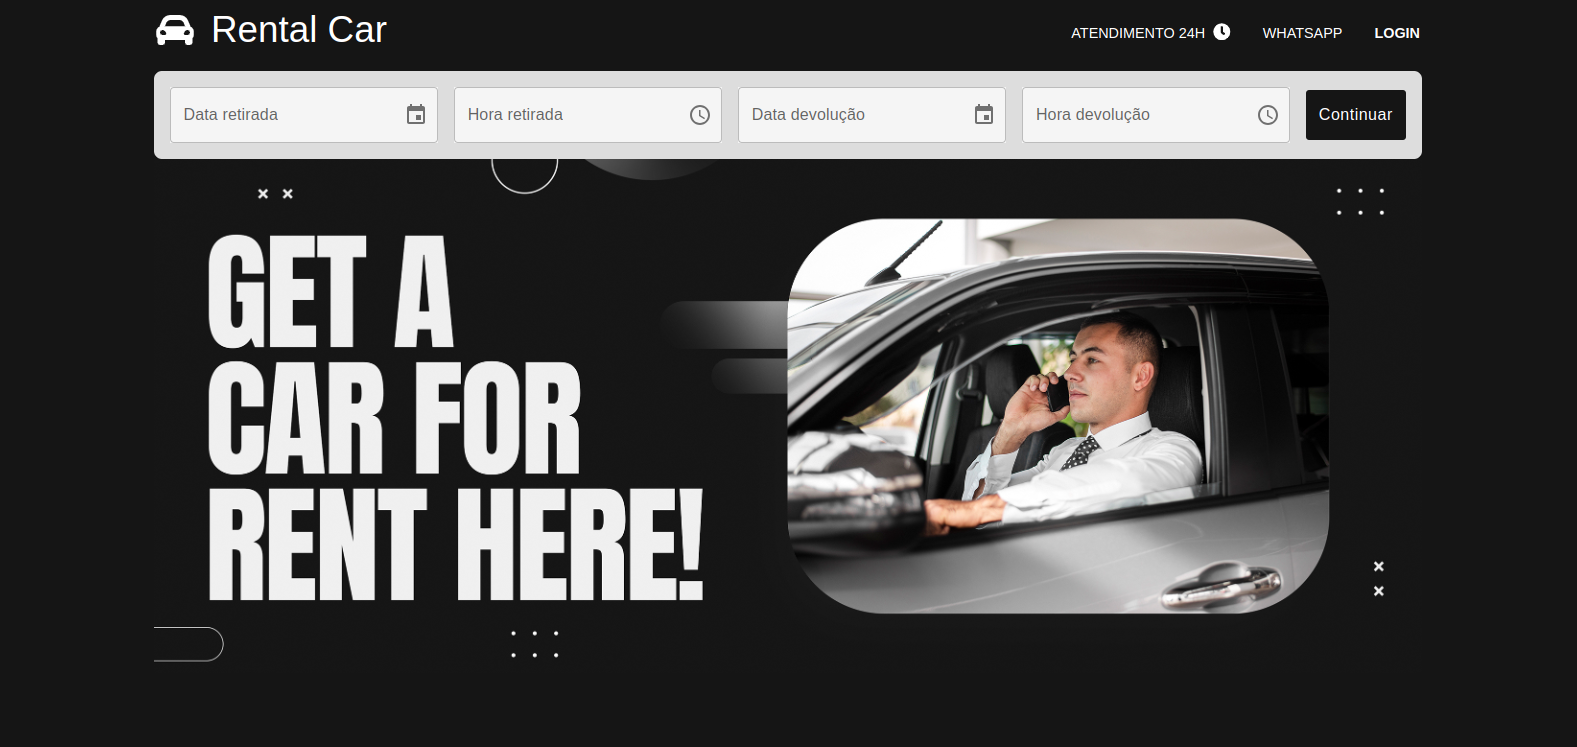 Rental Car
ATENDIMENTO 24H
WHATSAPP
LOGIN
Data retirada
Hora retirada
Data devolução
Hora devolução
Continuar
GET A
CAR FOR
RENT HERE!